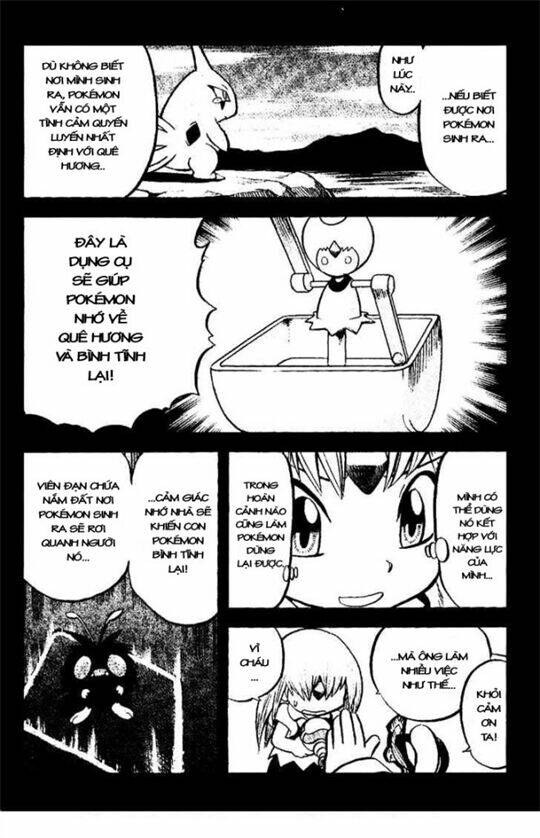 ...NẾU BIẾT
ĐƯỢC NƠI
POKÉMON
SINH RA...
NHƯ
LÚC
NÀY..
DÙ KHÔNG BIẾT
NƠI MÌNH SINH
RA, POKÉMON
VẪN CÓ MỘT
TÌNH CẢM QUYẾN
LUYẾN NHẤT
ĐỊNH VỚI QUÊ
HƯƠNG..
ĐÂY LÀ
DỤNG CỤ
SẼ GIÚP
POKÉMON
NHỚ VỀ
QUÊ HƯƠNG
VÀ BÌNH TĨNH
LẠI!
MÌNH CÓ
THỂ DÙNG
NÓ KẾT
HỢP VỚI
NĂNG LỰC
CỦA
MÌNH...
TRONG
HOÀN
CẢNH NÀO
CŨNG LÀM
POKÉMON
DỪNG
LẠI ĐƯỢC.
...CẢM GIÁC
NHỚ NHÀ SẼ
KHIẾN CON
POKÉMON
BÌNH TĨNH
LẠI!
VIÊN ĐẠN CHỨA
NẮM ĐẤT NƠI
POKÉMON SINH
RA SẼ RƠI
QUANH NGƯỜI
NÓ...
KHỎI
CẢM
ƠN
TA!
...MÀ ÔNG LÀM
NHIỀU VIỆC
NHƯ THẾ...
VÌ
CHÁU
...